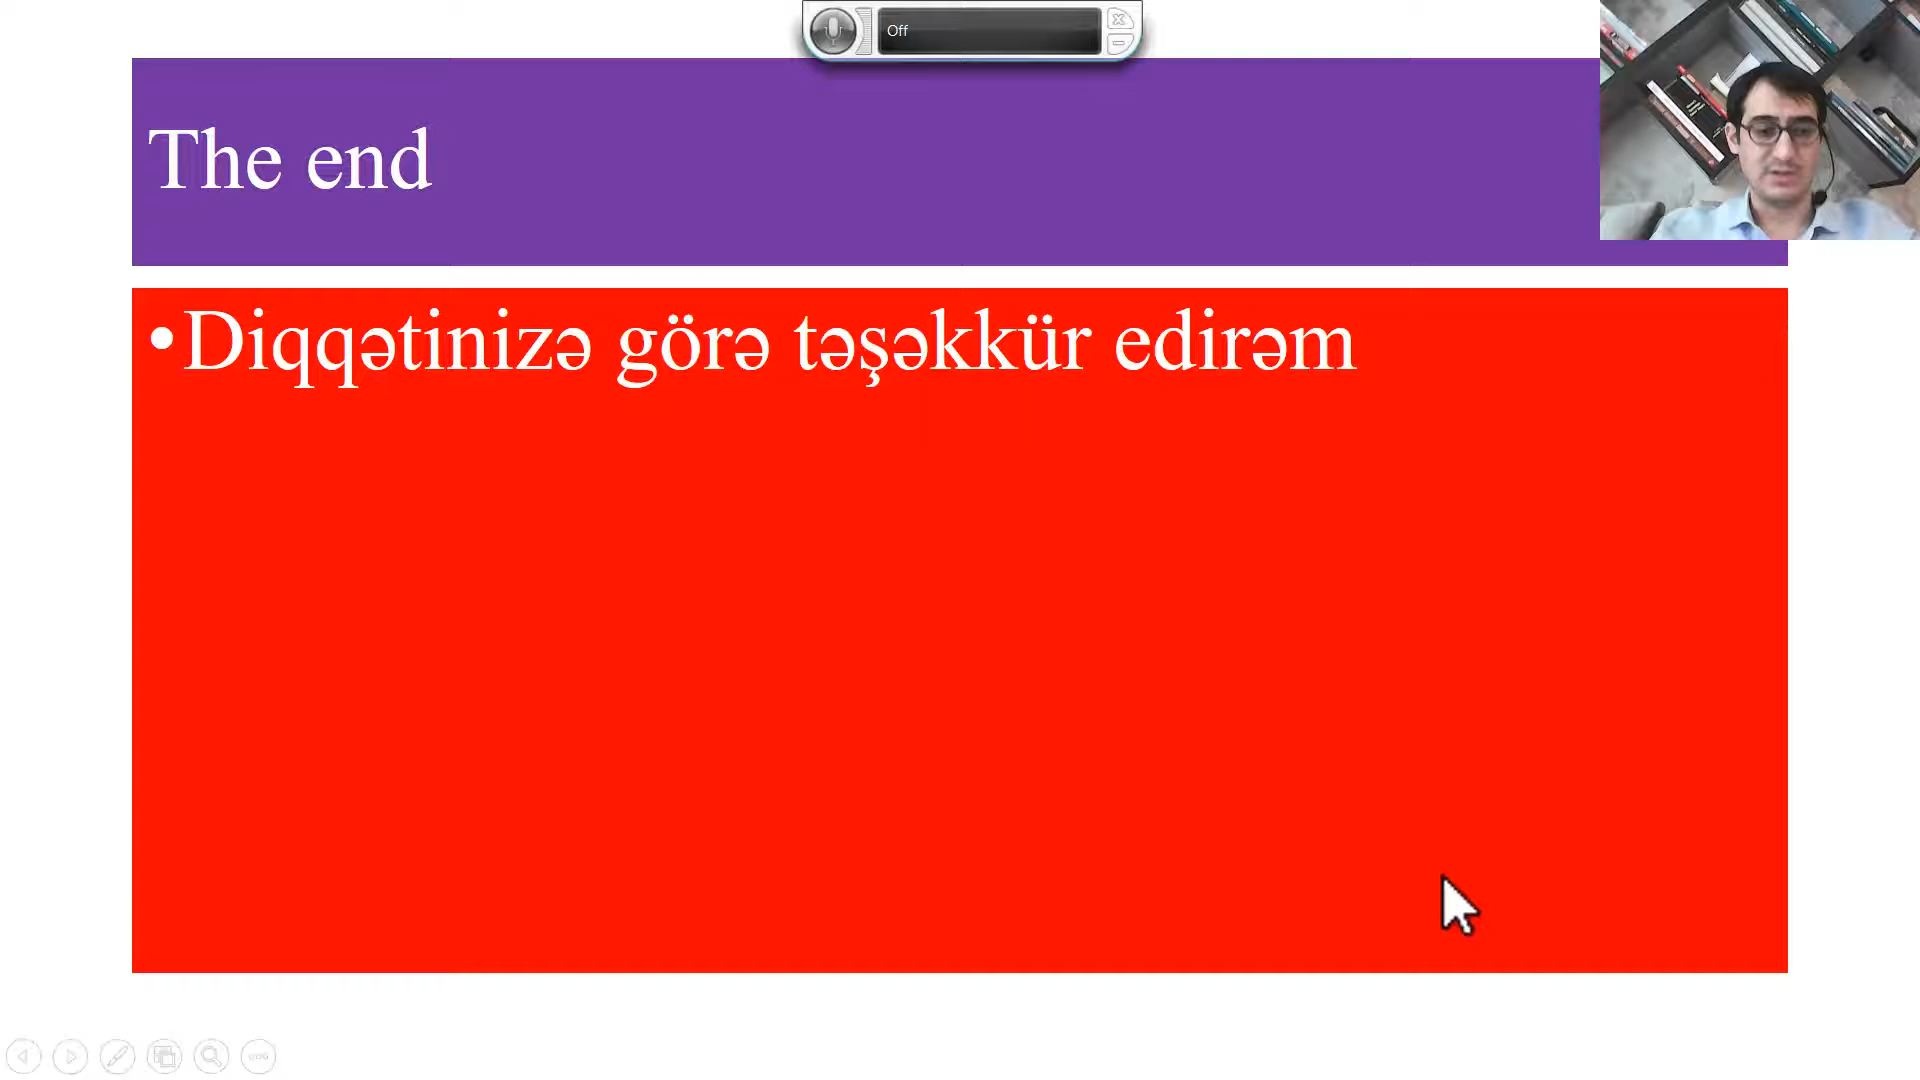 Off
The end
•Diqqətinizə görə təşəkkür edirəm